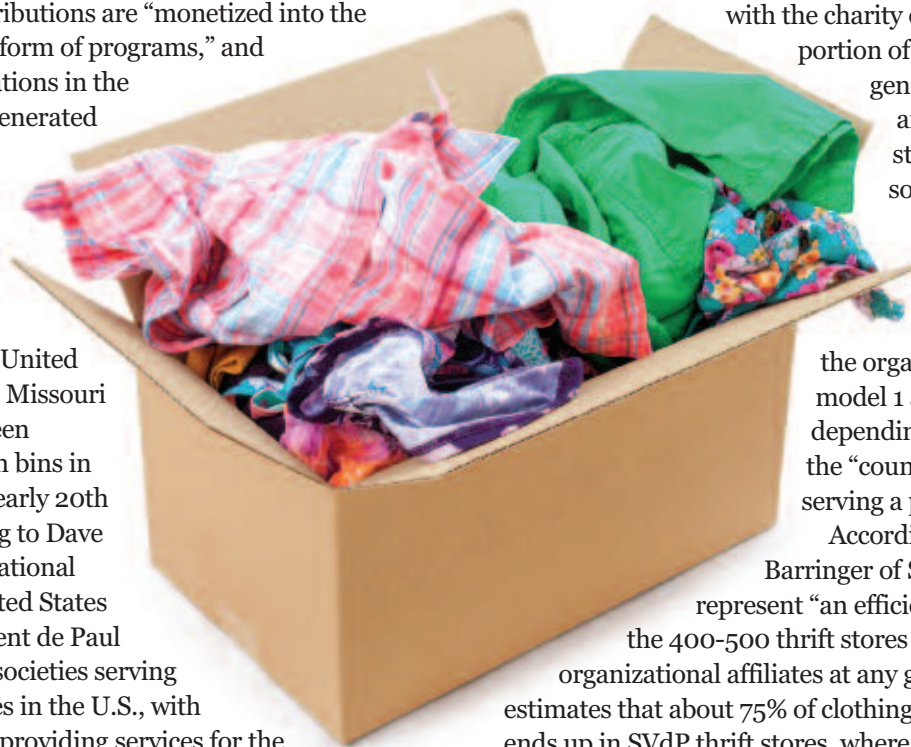 ributions are “monetized into the
form of programs,” and
tions in the
enerated
United
Missouri
een
n bins in
early 20th
g to Dave
ational
ted States
ent de Paul
societies serving
es in the U.S., with
providing services for the
with the charity
portion of
gen
a
st
so
the orga
model 1
dependin
the “coun
serving a p
Accordi
Barringer of S
represent “an efficie
the 400-500 thrift stores
organizational affiliates at any g
estimates that about 75% of clothing
ends up in SVdP thrift stores, where